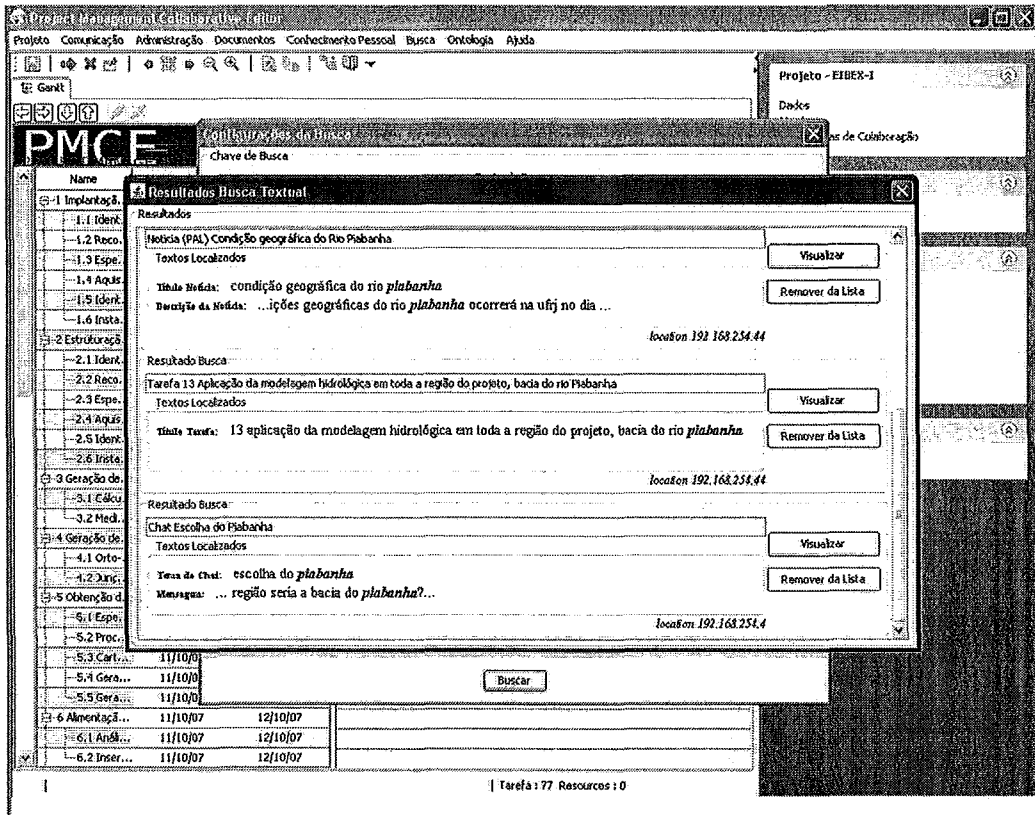 Project Management Collaborative Editor
Projeto Comunicação Administração Documentos Conhecimento Pessoal Busca Ontologia Ajuda
Gantt
Projeto - EIBEX-I
Dados
as de Colaboração
PMCE
Configurações da Busca
Chave de Busca
Name
Resultados Busca Textual
Resultados
Notícia (PAL) Condição geográfica do Rio Piabanha
Textos Localizados
Visualizar
Título Notícia: condição geográfica do rio piabanha
Remover da Lista
Descrição da Notícia: ...ições geográficas do rio piabanha ocorrerá na ufrj no dia ...
location 192.168.254.44
Resultado Busca
Tarefa 13 Aplicação da modelagem hidrológica em toda a região do projeto, bacia do rio Piabanha
Textos Localizados
Visualizar
Título Tarefa: 13 aplicação da modelagem hidrológica em toda a região do projeto, bacia do rio piabanha
Remover da Lista
location 192.168.254.44
Resultado Busca
Chat Escolha do Piabanha
Textos Localizados
Visualizar
Tema do Chat: escolha do piabanha
Remover da Lista
Mensagem: ... região seria a bacia do piabanha?...
location 192.168.254.4
Buscar
1 Implantaçã...
1.1 Ident.
1.2 Reco.
1.3 Espe.
1.4 Aquis
1.5 Ident.
1.6 Insta.
2 Estruturaçã
2.1 Ident.
2.2 Reco.
2.3 Espe.
2.4 Aquis
2.5 Ident.
2.6 Insta.
3 Geração de.
3.1 Cálcu
3.2 Medi.
4 Geração de.
4.1 Orto-
4.2 Junç.
5 Obtenção d.
5.1 Espe.
5.2 Proc.
5.3 Cart... 11/10/0
5.4 Gera... 11/10/0
5.5 Gera... 11/10/0
6 Alimentaçã... 11/10/07 12/10/07
6.1 Análi... 11/10/07 12/10/07
6.2 Inser... 11/10/07 12/10/07
Tarefa : 77 Resources : 0